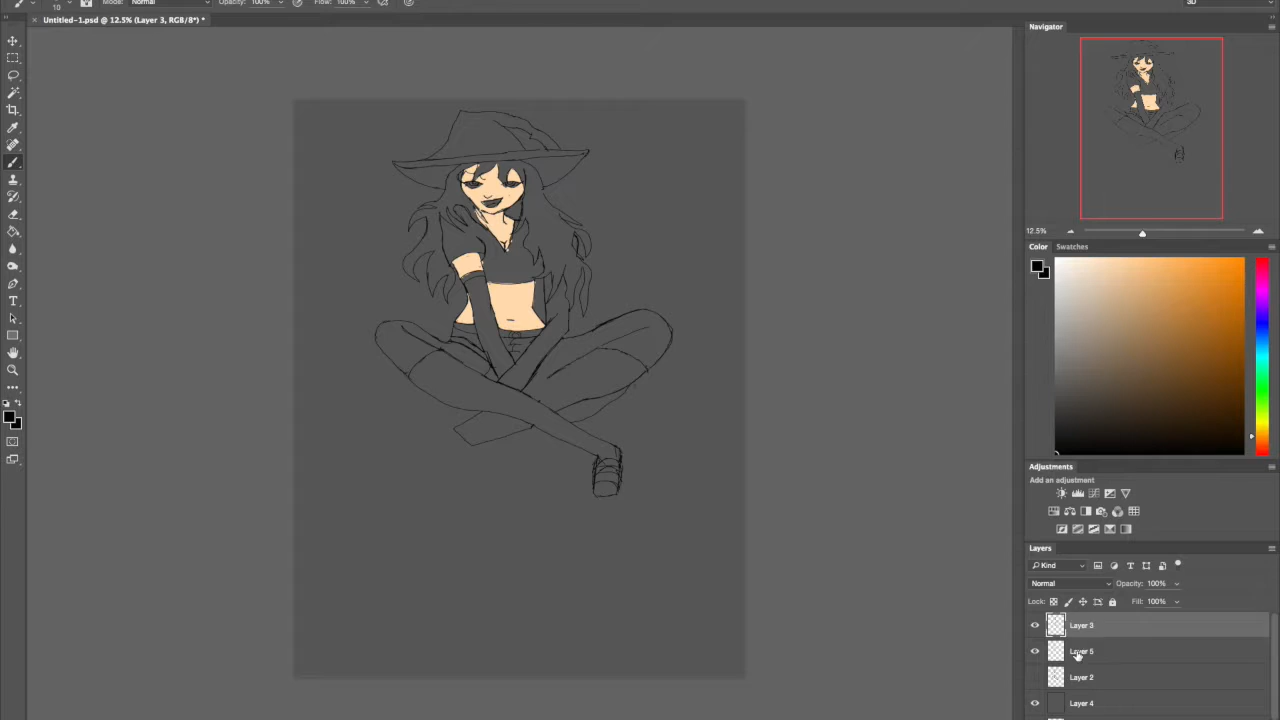 10 Mode: Normal Opacity: 100% Flow: 100% 3D
Untitled-1.psd @ 12.5% (Layer 3, RGB/8*) *
Navigator
12.5%
Color Swatches
Adjustments
Add an adjustment
Layers
Kind
Normal Opacity: 100%
Lock: Fill: 100%
Layer 3
Layer 5
Layer 2
Layer 4